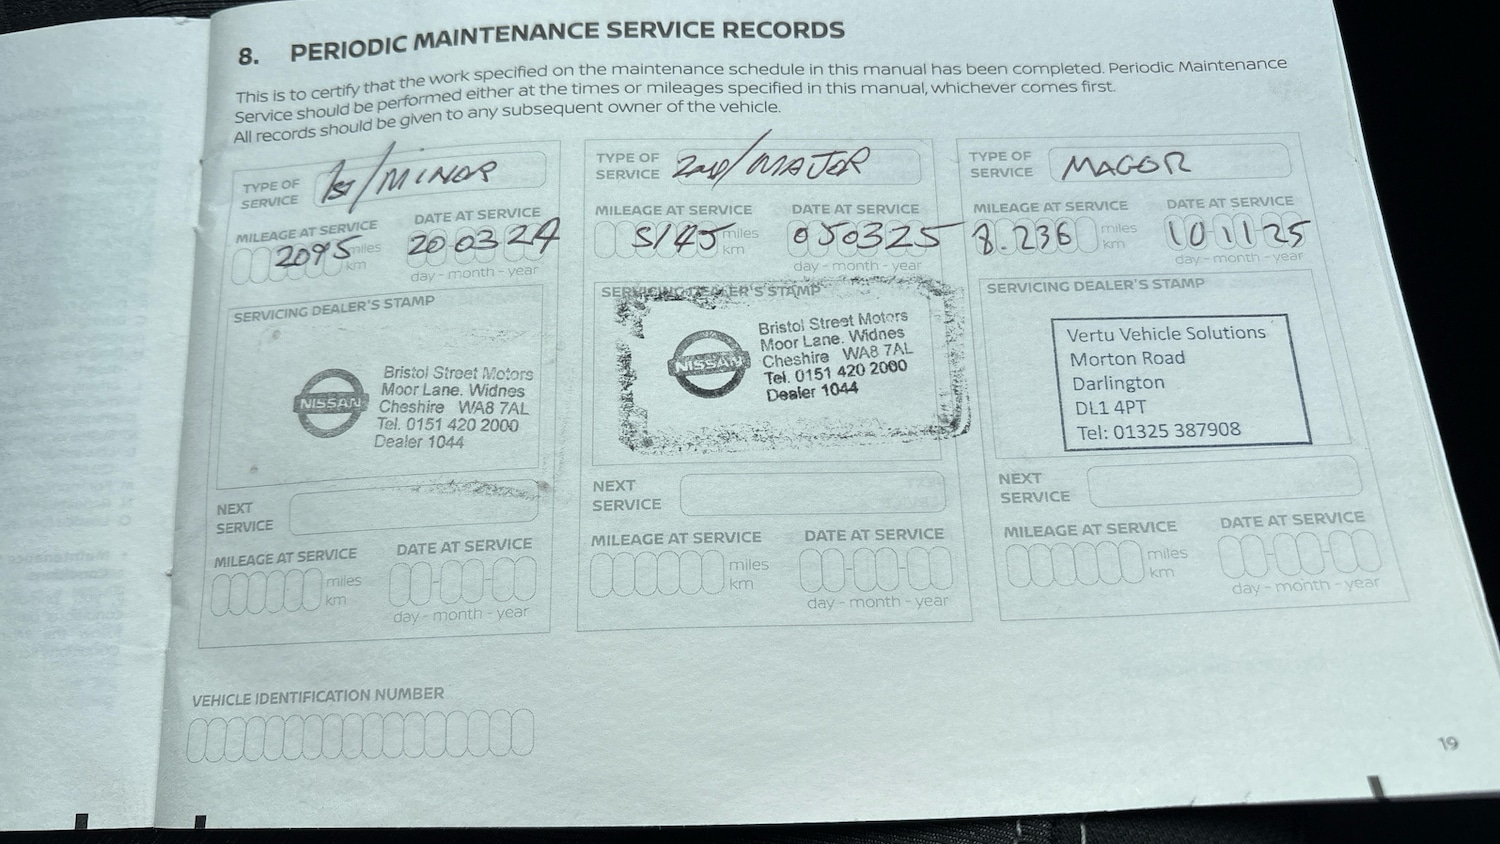 8. PERIODIC MAINTENANCE SERVICE RECORDS
This is to certify that the work specified on the maintenance schedule in this manual has been completed. Periodic Maintenance
Service should be performed either at the times or mileages specified in this manual, whichever comes first.
All records should be given to any subsequent owner of the vehicle.
TYPE OF SERVICE 1st/MINOR
MILEAGE AT SERVICE DATE AT SERVICE
2095 miles km 20 03 24
day - month - year
SERVICING DEALER'S STAMP
NISSAN
Bristol Street Motors
Moor Lane. Widnes
Cheshire WA8 7AL
Tel. 0151 420 2000
Dealer 1044
NEXT SERVICE
MILEAGE AT SERVICE DATE AT SERVICE
miles km
day - month - year
TYPE OF SERVICE 2nd/MAJOR
MILEAGE AT SERVICE DATE AT SERVICE
5145 miles km 050325
day - month - year
SERVICING DEALER'S STAMP
NISSAN
Bristol Street Motors
Moor Lane. Widnes
Cheshire WA8 7AL
Tel. 0151 420 2000
Dealer 1044
NEXT SERVICE
MILEAGE AT SERVICE DATE AT SERVICE
miles km
day - month - year
TYPE OF SERVICE MAGOR
MILEAGE AT SERVICE DATE AT SERVICE
8.236 miles km 10 11 25
day - month - year
SERVICING DEALER'S STAMP
Vertu Vehicle Solutions
Morton Road
Darlington
DL1 4PT
Tel: 01325 387908
NEXT SERVICE
MILEAGE AT SERVICE DATE AT SERVICE
miles km
day - month - year
VEHICLE IDENTIFICATION NUMBER
19